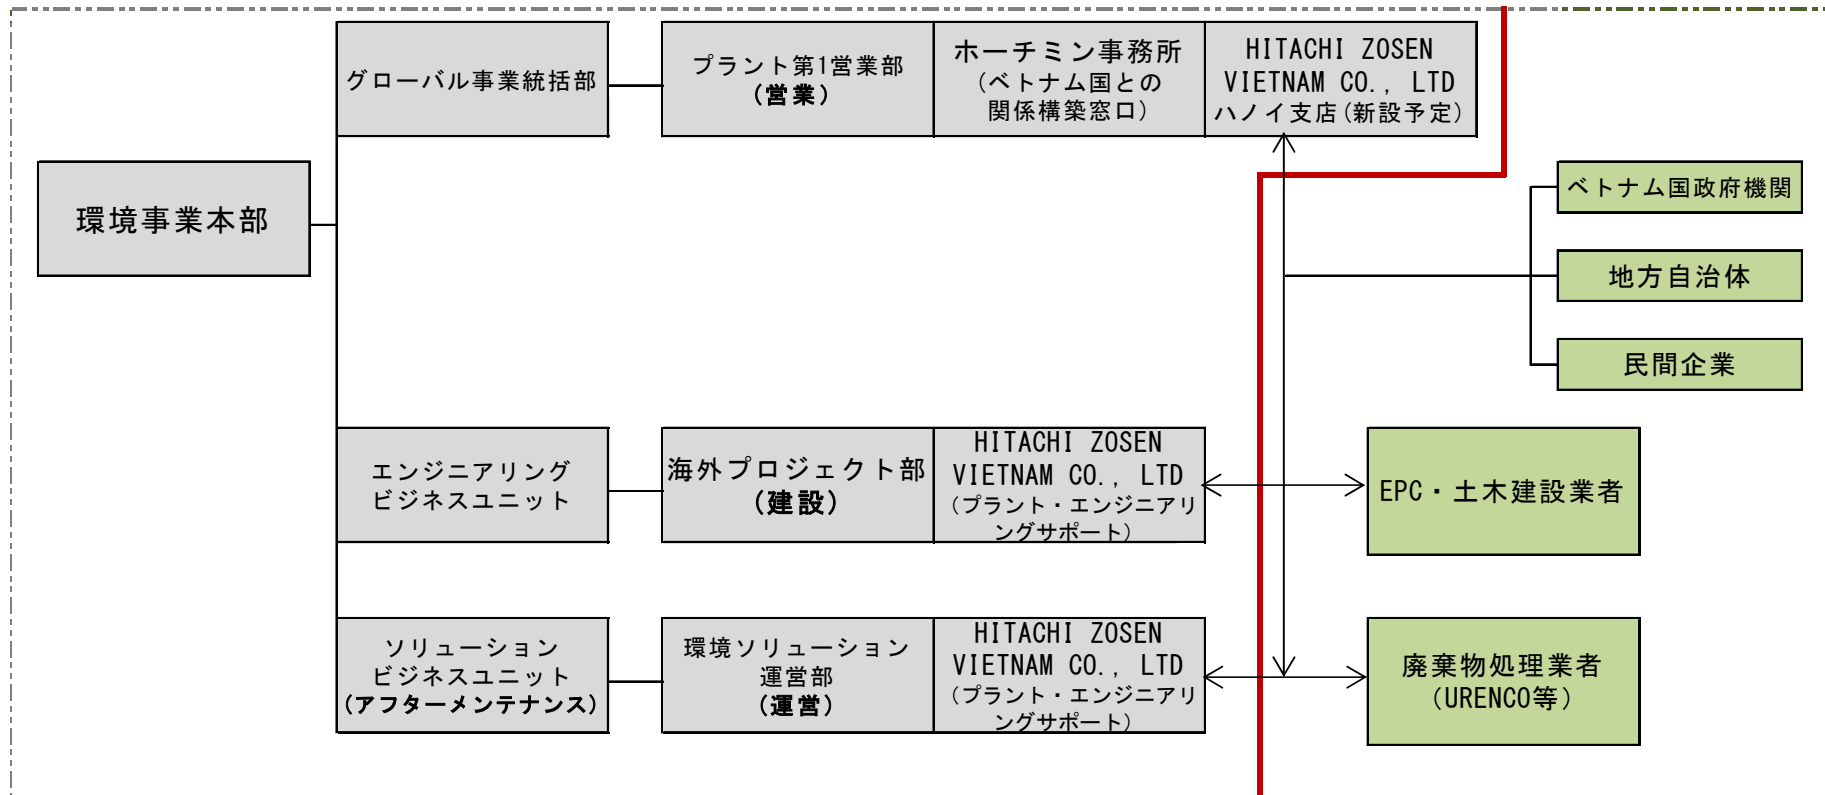 グローバル事業統括部
プラント第1営業部
(営業)
ホーチミン事務所
(ベトナム国との
関係構築窓口)
HITACHI ZOSEN
VIETNAM CO., LTD
ハノイ支店(新設予定)
環境事業本部
ベトナム国政府機関
地方自治体
民間企業
エンジニアリング
ビジネスユニット
海外プロジェクト部
(建設)
HITACHI ZOSEN
VIETNAM CO., LTD
(プラント・エンジニアリ
ングサポート)
EPC・土木建設業者
ソリューション
ビジネスユニット
(アフターメンテナンス)
環境ソリューション
運営部
(運営)
HITACHI ZOSEN
VIETNAM CO., LTD
(プラント・エンジニアリ
ングサポート)
廃棄物処理業者
(URENCO等)